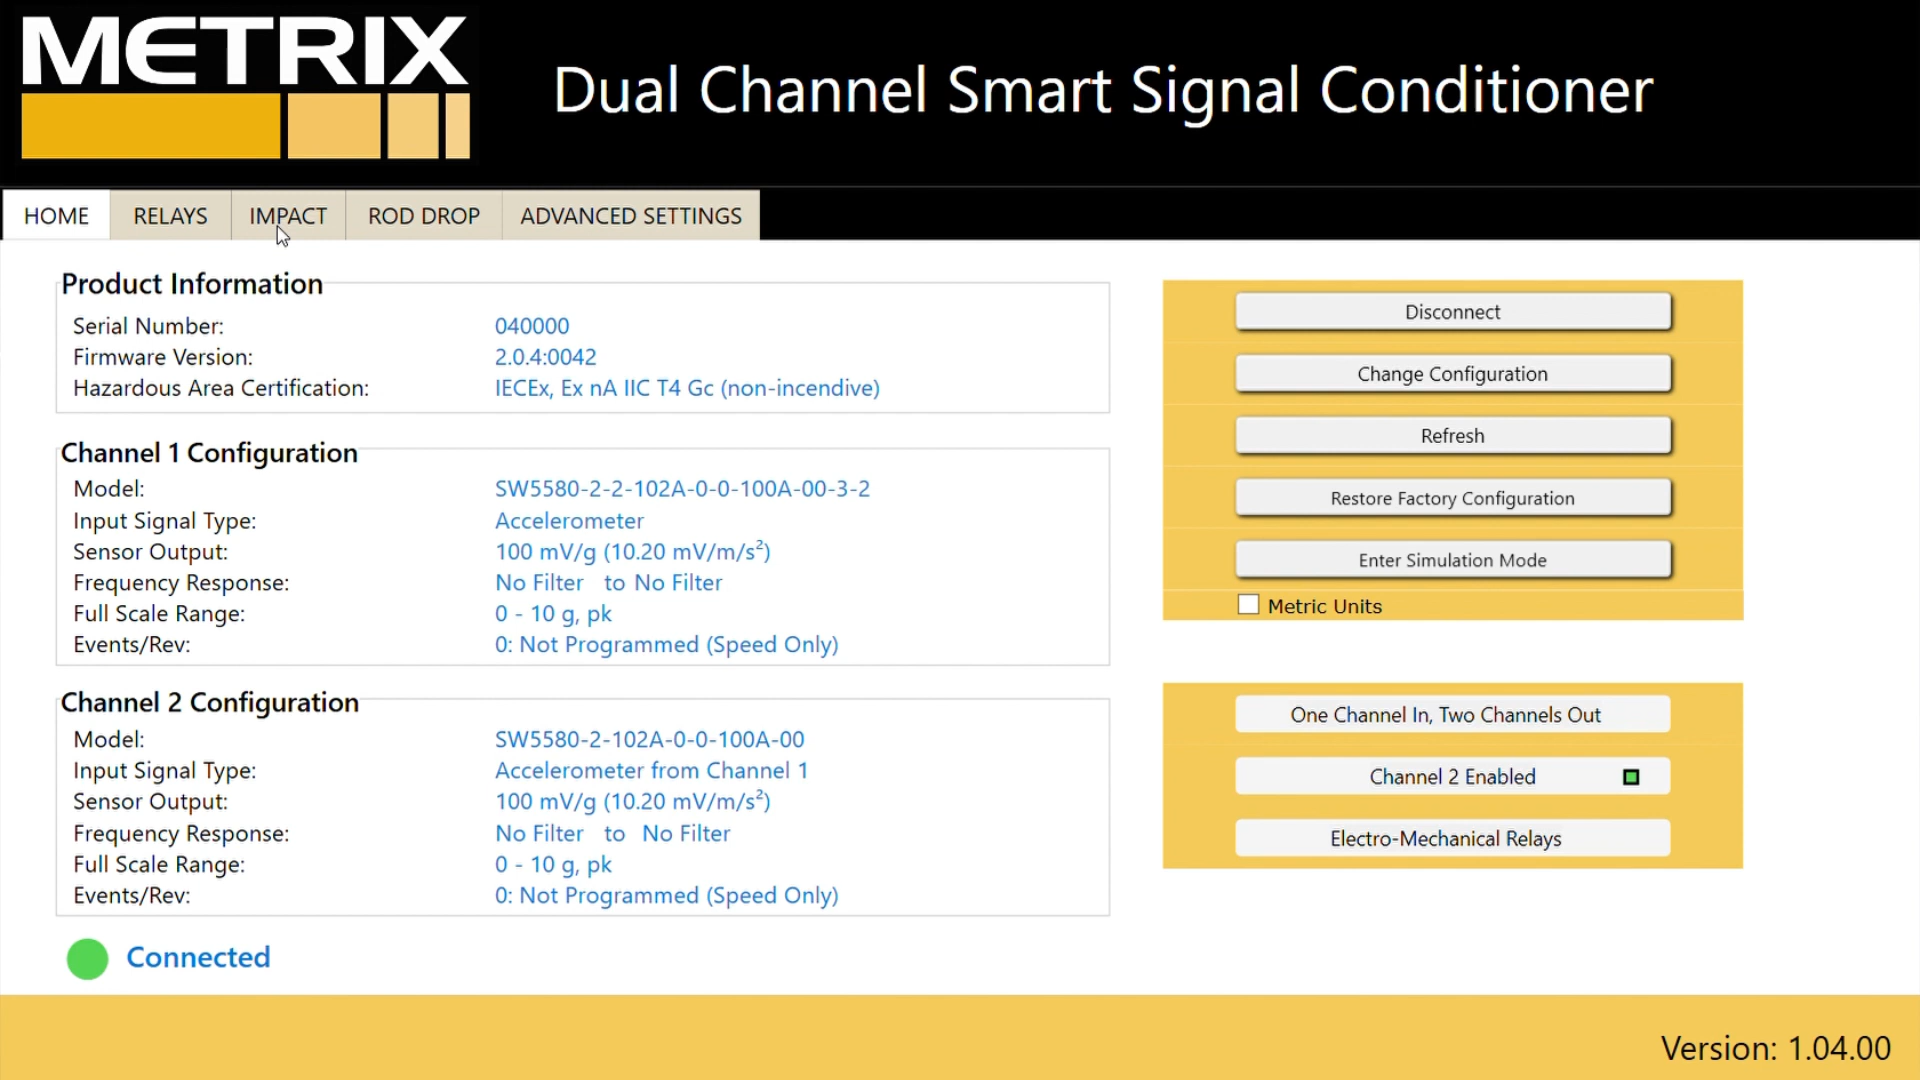 METRIX
Dual Channel Smart Signal Conditioner
HOME RELAYS IMPACT ROD DROP ADVANCED SETTINGS
Product Information
Serial Number: 040000
Firmware Version: 2.0.4:0042
Hazardous Area Certification: IECEx, Ex nA IIC T4 Gc (non-incendive)
Channel 1 Configuration
Model: SW5580-2-2-102A-0-0-100A-00-3-2
Input Signal Type: Accelerometer
Sensor Output: 100 mV/g (10.20 mV/m/s²)
Frequency Response: No Filter to No Filter
Full Scale Range: 0 - 10 g, pk
Events/Rev: 0: Not Programmed (Speed Only)
Channel 2 Configuration
Model: SW5580-2-102A-0-0-100A-00
Input Signal Type: Accelerometer from Channel 1
Sensor Output: 100 mV/g (10.20 mV/m/s²)
Frequency Response: No Filter to No Filter
Full Scale Range: 0 - 10 g, pk
Events/Rev: 0: Not Programmed (Speed Only)
Connected
Disconnect
Change Configuration
Refresh
Restore Factory Configuration
Enter Simulation Mode
Metric Units
One Channel In, Two Channels Out
Channel 2 Enabled
Electro-Mechanical Relays
Version: 1.04.00